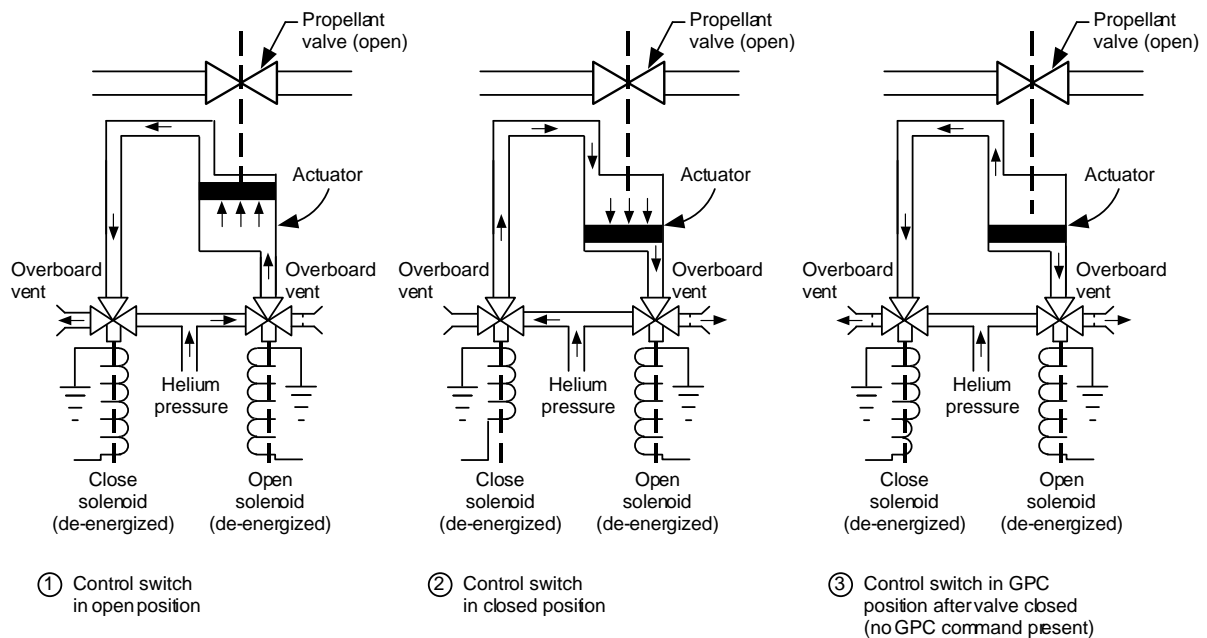 Propellant
valve (open)
Actuator
Overboard
vent
Overboard
vent
Helium
pressure
Close
solenoid
(de-energized)
Open
solenoid
(de-energized)
1 Control switch
in open position
Propellant
valve (open)
Actuator
Overboard
vent
Overboard
vent
Helium
pressure
Close
solenoid
(de-energized)
Open
solenoid
(de-energized)
2 Control switch
in closed position
Propellant
valve (open)
Actuator
Overboard
vent
Overboard
vent
Helium
pressure
Close
solenoid
(de-energized)
Open
solenoid
(de-energized)
3 Control switch in GPC
position after valve closed
(no GPC command present)